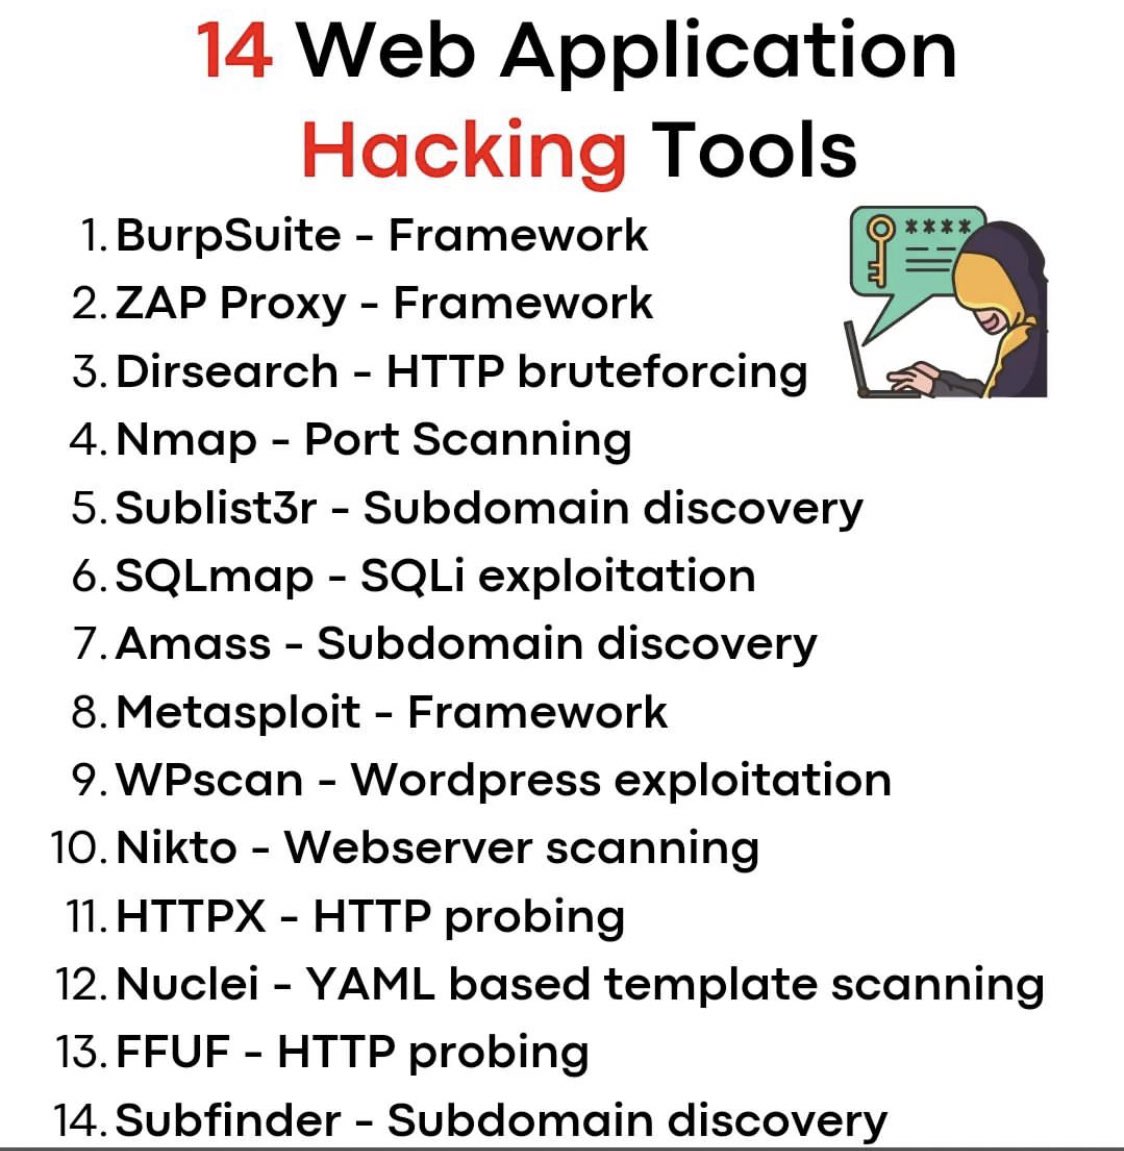 14 Web Application
Hacking Tools
****
1. BurpSuite - Framework
2. ZAP Proxy - Framework
3. Dirsearch - HTTP bruteforcing
4. Nmap - Port Scanning
5. Sublist3r - Subdomain discovery
6. SQLmap - SQLi exploitation
7. Amass - Subdomain discovery
8. Metasploit - Framework
9. WPscan - Wordpress exploitation
10. Nikto - Webserver scanning
11. HTTPX - HTTP probing
12. Nuclei - YAML based template scanning
13. FFUF - HTTP probing
14. Subfinder - Subdomain discovery